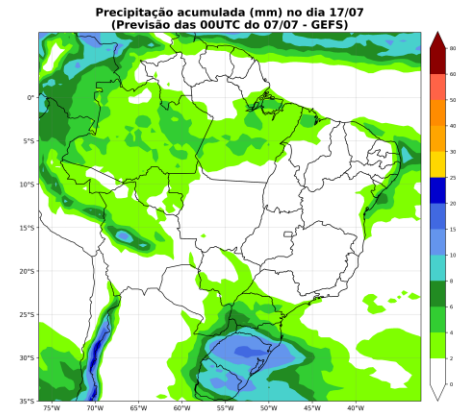 Precipitação acumulada (mm) no dia 17/07
(Previsão das 00UTC do 07/07 - GEFS)
80
60
50
40
30
25
20
15
10
8
6
4
2
0
0°
5°S
10°S
15°S
20°S
25°S
30°S
35°S
75°W 70°W 65°W 60°W 55°W 50°W 45°W 40°W